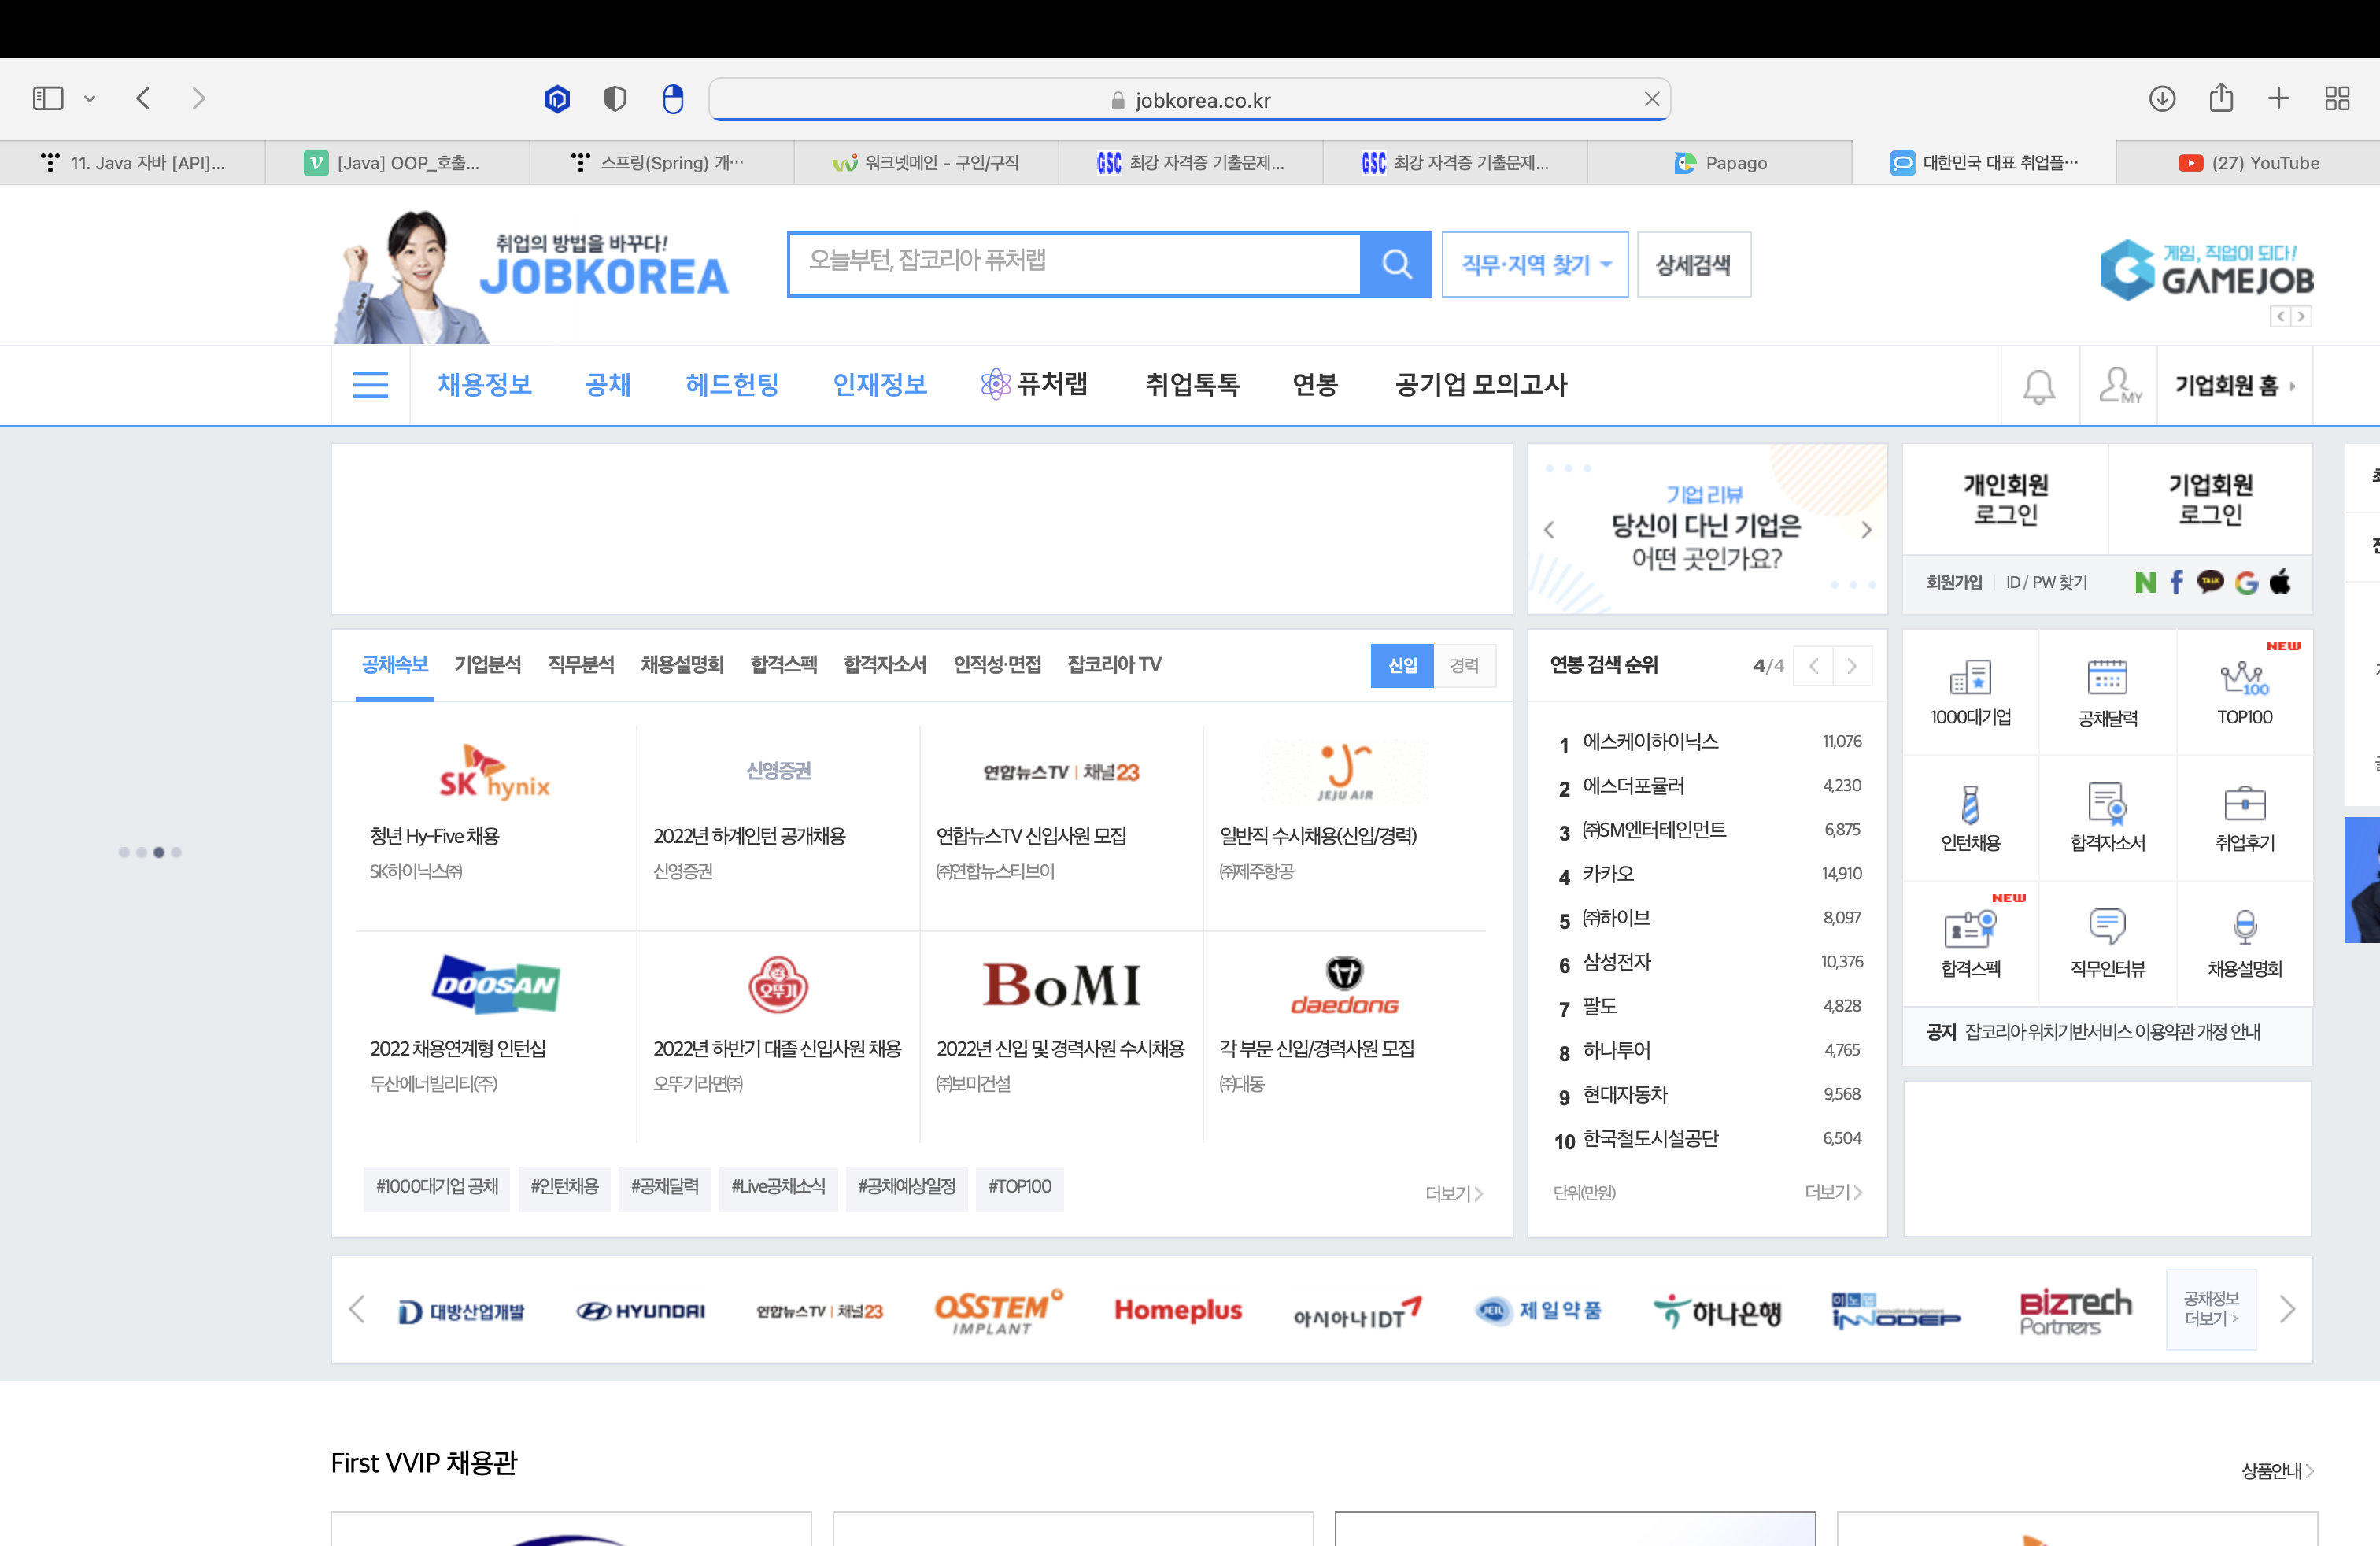 jobkorea.co.kr
11. Java 자바 [API]...
[Java] OOP_호출...
스프링(Spring) 개…
워크넷메인 - 구인/구직
GSC 최강 자격증 기출문제...
GSC 최강 자격증 기출문제...
Papago
대한민국 대표 취업플…
(27) YouTube
취업의 방법을 바꾸다!
JOBKOREA
오늘부턴, 잡코리아 퓨처랩
직무·지역 찾기
상세검색
게임, 직업이 되다!
GAMEJOB
채용정보 공채 헤드헌팅 인재정보 퓨처랩 취업톡톡 연봉 공기업 모의고사
MY
기업회원 홈
기업 리뷰
당신이 다닌 기업은
어떤 곳인가요?
개인회원
로그인
기업회원
로그인
회원가입 ID / PW 찾기
N f TALK G
공채속보 기업분석 직무분석 채용설명회 합격스펙 합격자소서 인적성·면접 잡코리아 TV
신입 경력
SK hynix
청년 Hy-Five 채용
SK하이닉스㈜
신영증권
2022년 하계인턴 공개채용
신영증권
연합뉴스TV | 채널23
연합뉴스TV 신입사원 모집
㈜연합뉴스티브이
JEJU AIR
일반직 수시채용(신입/경력)
㈜제주항공
DOOSAN
2022 채용연계형 인턴십
두산에너빌리티(주)
오뚜기
2022년 하반기 대졸 신입사원 채용
오뚜기라면㈜
BoMI
2022년 신입 및 경력사원 수시채용
㈜보미건설
daedong
각 부문 신입/경력사원 모집
㈜대동
#1000대기업 공채 #인턴채용 #공채달력 #Live공채소식 #공채예상일정 #TOP100
더보기
연봉 검색 순위
4/4
1 에스케이하이닉스 11,076
2 에스더포뮬러 4,230
3 ㈜SM엔터테인먼트 6,875
4 카카오 14,910
5 ㈜하이브 8,097
6 삼성전자 10,376
7 팔도 4,828
8 하나투어 4,765
9 현대자동차 9,568
10 한국철도시설공단 6,504
단위(만원)
더보기
1000대기업
공채달력
NEW
100
TOP100
인턴채용
합격자소서
취업후기
NEW
합격스펙
직무인터뷰
채용설명회
공지 잡코리아 위치기반서비스 이용약관 개정 안내
대방산업개발
HYUNDAI
연합뉴스TV | 채널23
OSSTEM
IMPLANT
Homeplus
아시아나IDT
JEIL 제일약품
하나은행
이노뎁
INNODEP
BIZTECH
Partners
공채정보
더보기
First VVIP 채용관
상품안내